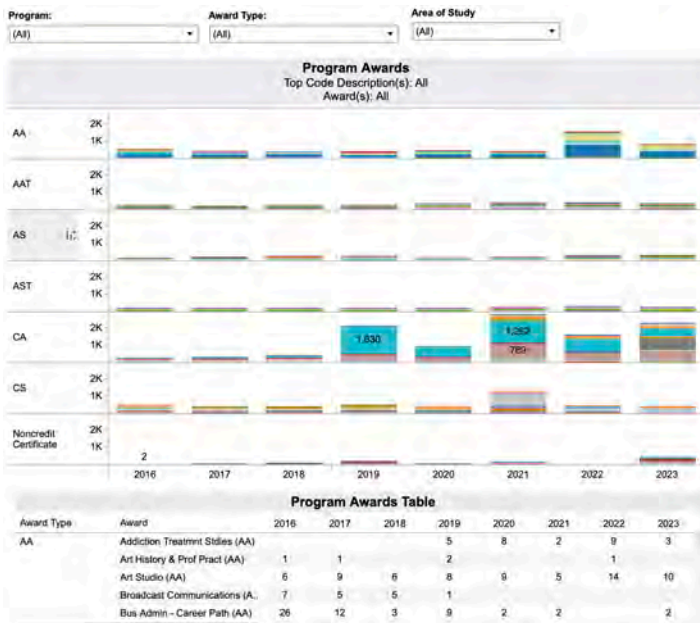 Program: Award Type: Area of Study
(All) (All) (All)
Program Awards
Top Code Description(s): All
Award(s): All
AA 2K
1K
AAT 2K
1K
AS 2K
1K
AST 2K
1K
CA 2K
1K
1,630 1,262
789
CS 2K
1K
Noncredit Certificate 2K
1K
2
2016 2017 2018 2019 2020 2021 2022 2023
Program Awards Table
Award Type Award 2016 2017 2018 2019 2020 2021 2022 2023
AA Addiction Treatmnt Stdies (AA) 5 8 2 9 3
Art History & Prof Pract (AA) 1 1 2 1
Art Studio (AA) 6 9 6 8 9 5 14 10
Broadcast Communications (A.. 7 5 5 1
Bus Admin - Career Path (AA) 26 12 3 9 2 2 2